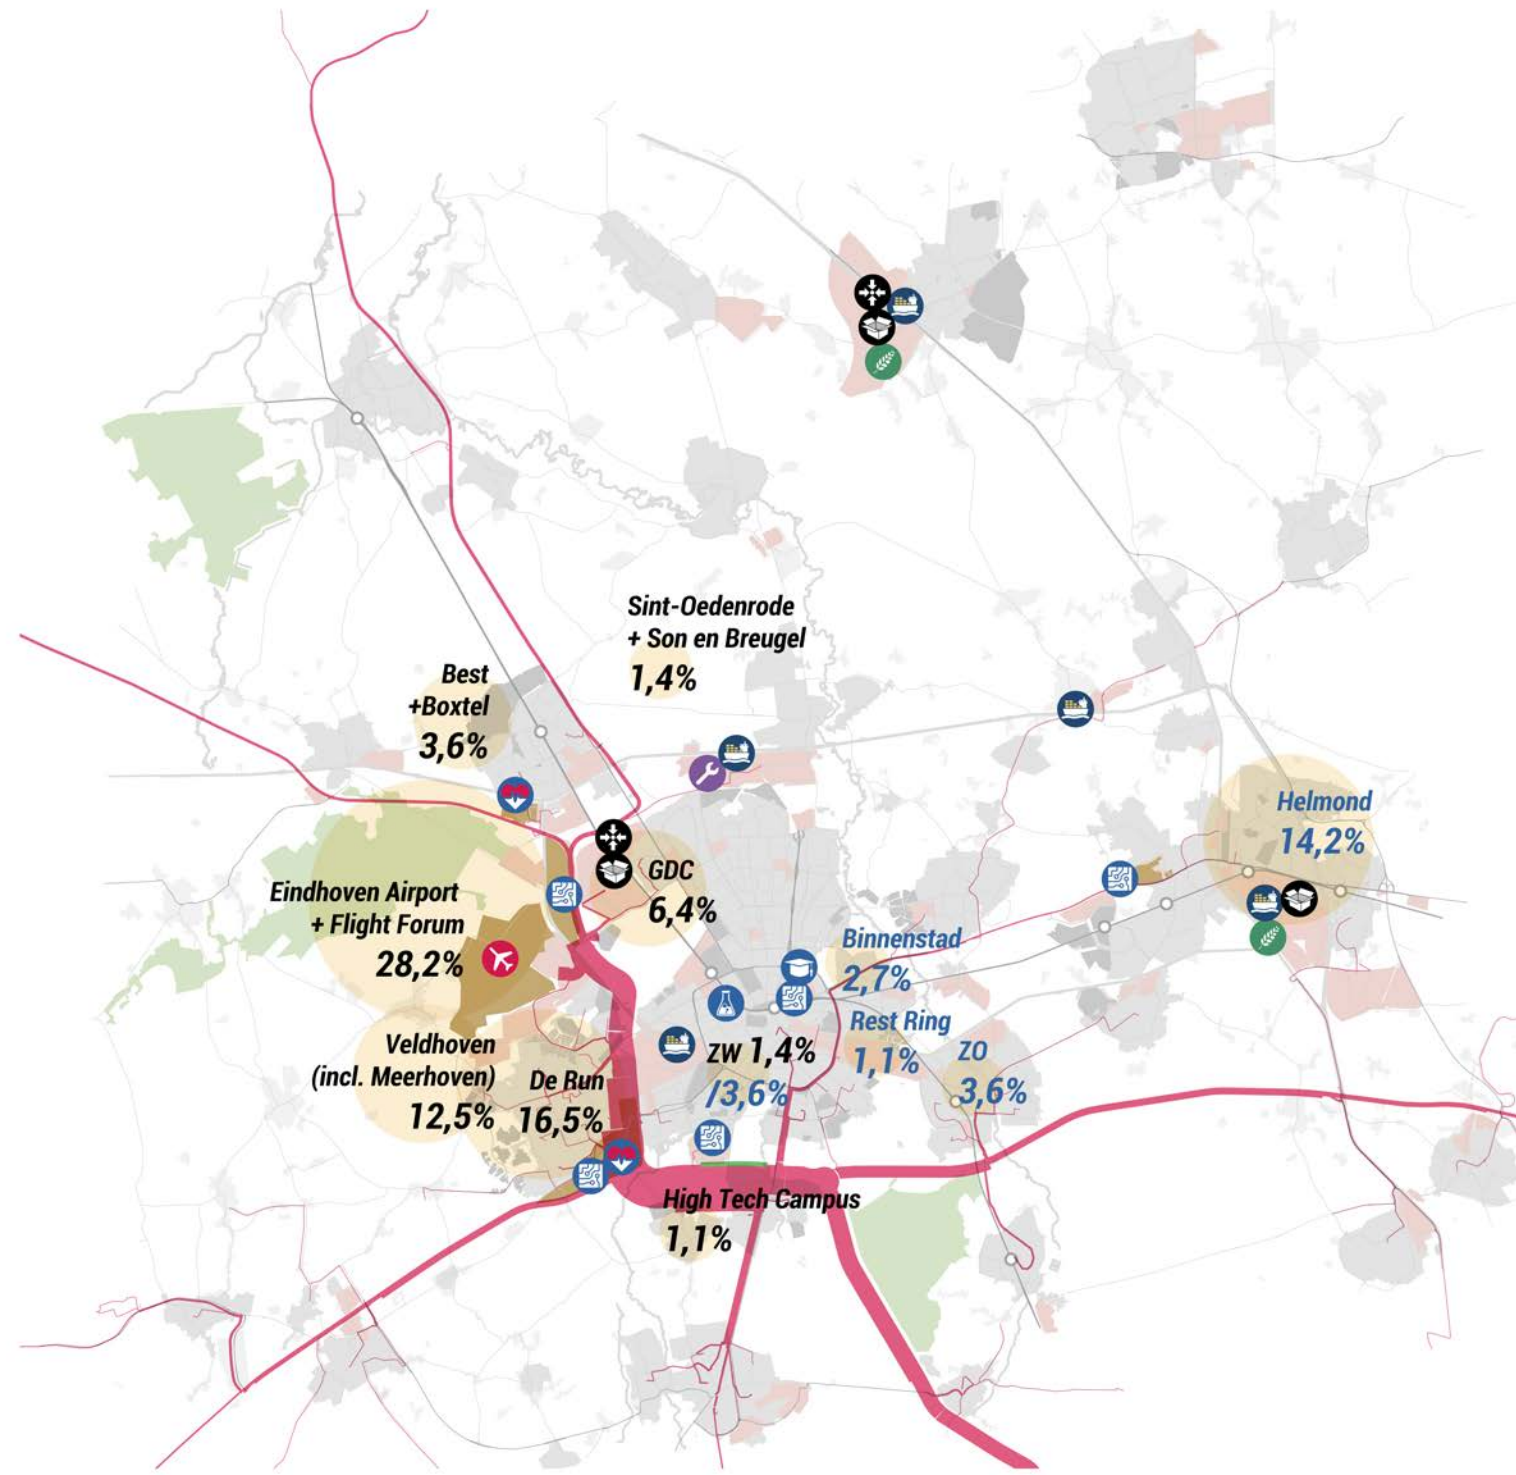 Sint-Oedenrode
+ Son en Breugel
1,4%
Best
+Boxtel
3,6%
Helmond
14,2%
GDC
6,4%
Eindhoven Airport
+ Flight Forum
28,2%
Binnenstad
2,7%
Rest Ring
1,1%
ZO
3,6%
ZW 1,4%
/3,6%
Veldhoven
(incl. Meerhoven)
12,5%
De Run
16,5%
High Tech Campus
1,1%